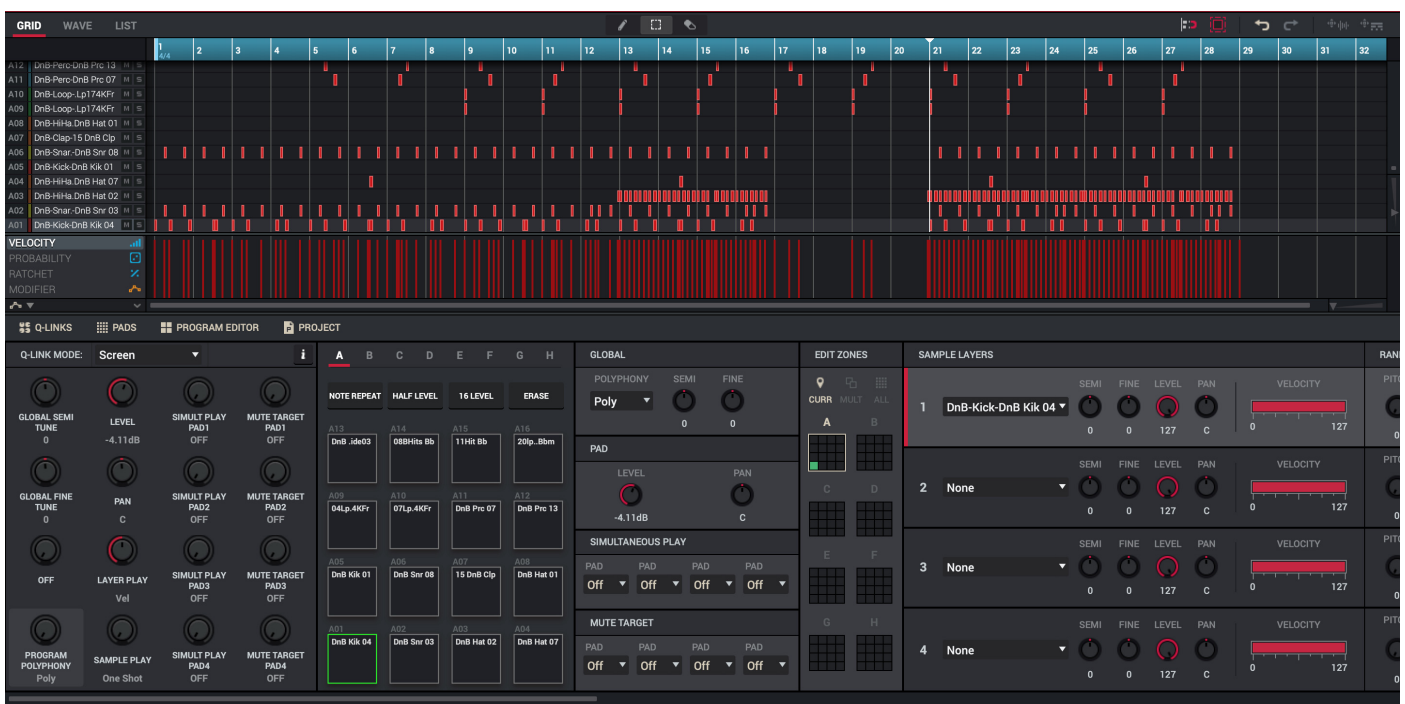 GRID WAVE LIST
1 2 3 4 5 6 7 8 9 10 11 12 13 14 15 16 17 18 19 20 21 22 23 24 25 26 27 28 29 30 31 32
4/4
A12 DnB-Perc-DnB Prc 13 M S
A11 DnB-Perc-DnB Prc 07 M S
A10 DnB-Loop-.Lp174KFr M S
A09 DnB-Loop-.Lp174KFr M S
A08 DnB-HiHa.DnB Hat 01 M S
A07 DnB-Clap-15 DnB Clp M S
A06 DnB-Snar.-DnB Snr 08 M S
A05 DnB-Kick-DnB Kik 01 M S
A04 DnB-HiHa.DnB Hat 07 M S
A03 DnB-HiHa.DnB Hat 02 M S
A02 DnB-Snar.-DnB Snr 03 M S
A01 DnB-Kick-DnB Kik 04 M S
VELOCITY
PROBABILITY
RATCHET
MODIFIER
Q-LINKS PADS PROGRAM EDITOR PROJECT
Q-LINK MODE: Screen i
GLOBAL SEMI TUNE 0
LEVEL -4.11dB
SIMULT PLAY PAD1 OFF
MUTE TARGET PAD1 OFF
GLOBAL FINE TUNE 0
PAN C
SIMULT PLAY PAD2 OFF
MUTE TARGET PAD2 OFF
OFF
LAYER PLAY Vel
SIMULT PLAY PAD3 OFF
MUTE TARGET PAD3 OFF
PROGRAM POLYPHONY Poly
SAMPLE PLAY One Shot
SIMULT PLAY PAD4 OFF
MUTE TARGET PAD4 OFF
A B C D E F G H
NOTE REPEAT HALF LEVEL 16 LEVEL ERASE
A13 A14 A15 A16
DnB .ide03 08BHits Bb 11Hit Bb 20lp..Bbm
A09 A10 A11 A12
04Lp.4KFr 07Lp.4KFr DnB Prc 07 DnB Prc 13
A05 A06 A07 A08
DnB Kik 01 DnB Snr 08 15 DnB Clp DnB Hat 01
A01 A02 A03 A04
DnB Kik 04 DnB Snr 03 DnB Hat 02 DnB Hat 07
GLOBAL
POLYPHONY SEMI FINE
Poly
0 0
PAD
LEVEL PAN
-4.11dB C
SIMULTANEOUS PLAY
PAD PAD PAD PAD
Off Off Off Off
MUTE TARGET
PAD PAD PAD PAD
Off Off Off Off
EDIT ZONES
CURR MULT ALL
A B
C D
E F
G H
SAMPLE LAYERS
SEMI FINE LEVEL PAN VELOCITY
1 DnB-Kick-DnB Kik 04
0 0 127 C 0 127
SEMI FINE LEVEL PAN VELOCITY
2 None
0 0 127 C 0 127
SEMI FINE LEVEL PAN VELOCITY
3 None
0 0 127 C 0 127
SEMI FINE LEVEL PAN VELOCITY
4 None
0 0 127 C 0 127